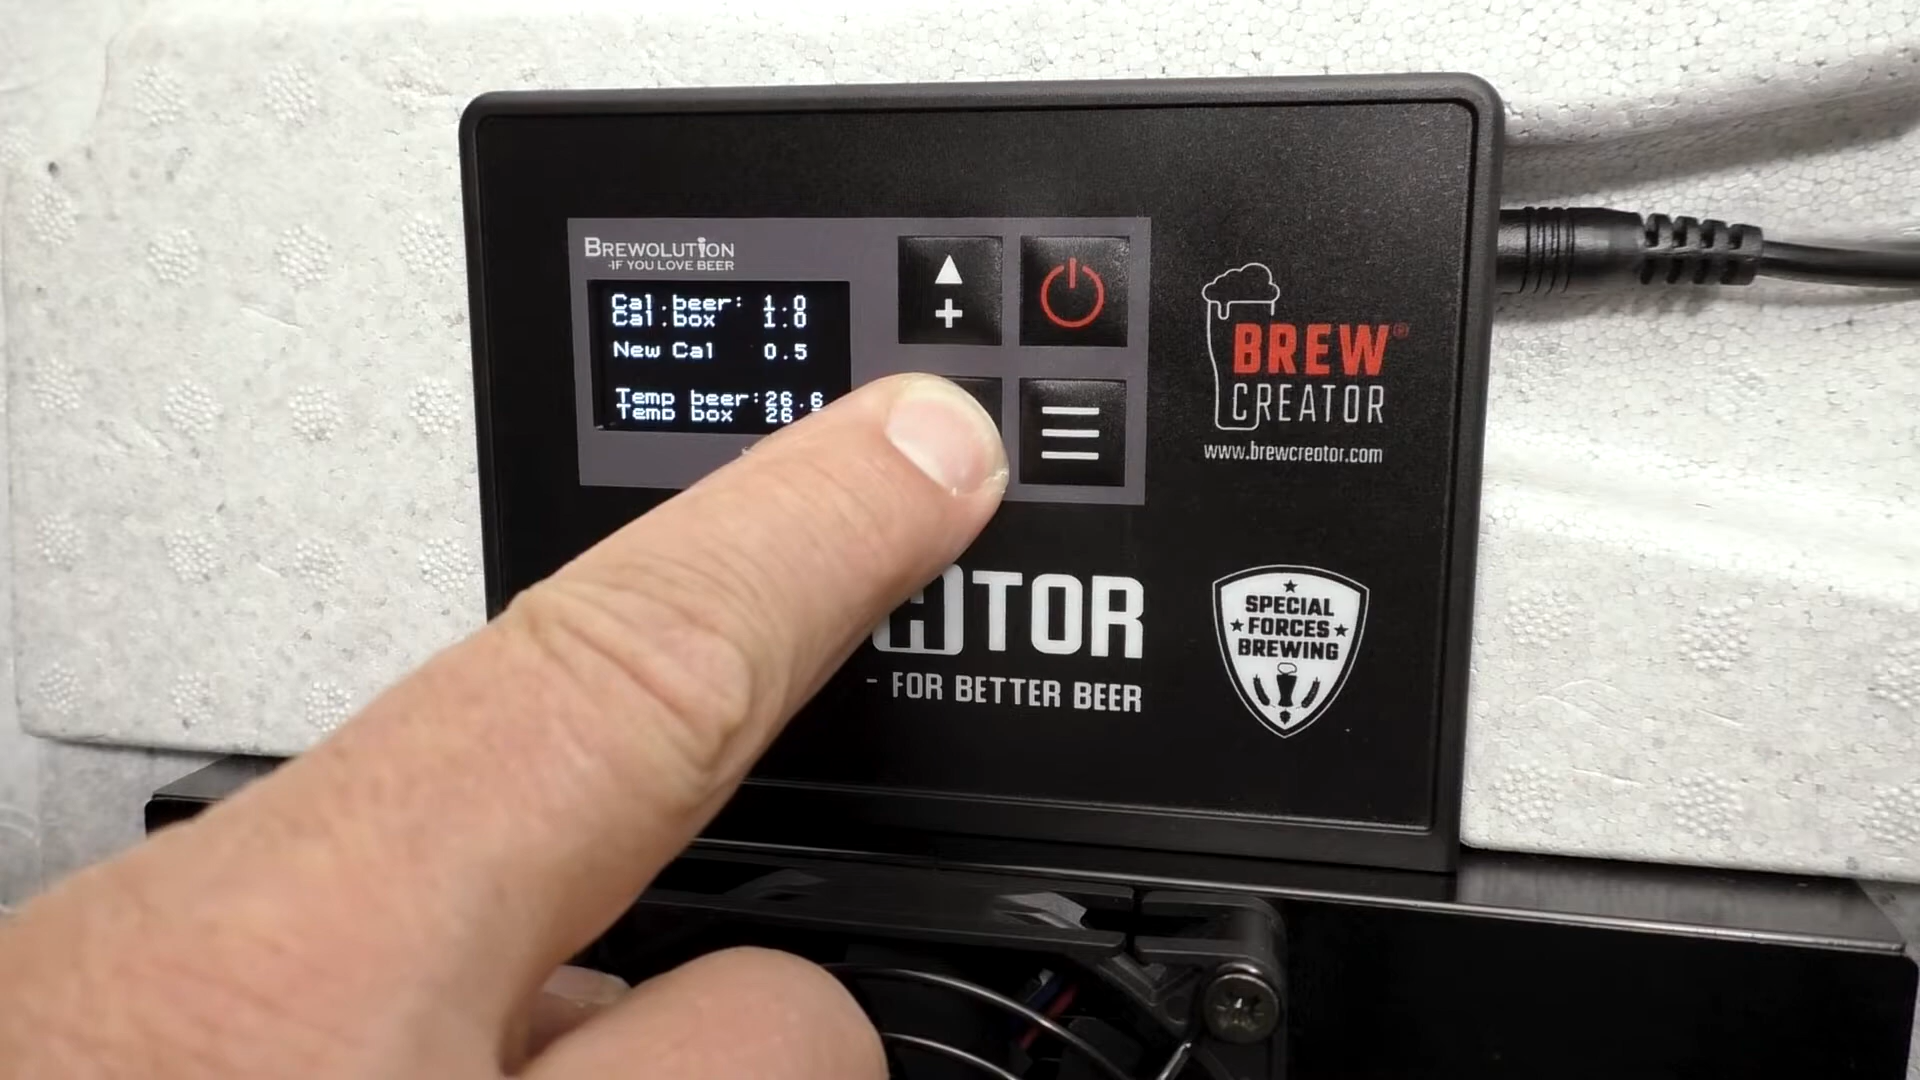 BREWOLUTION
-IF YOU LOVE BEER
Cal.beer: 1.0
Cal.box 1.0
New Cal 0.5
Temp beer:26.6
Temp box 26
+
BREW®
CREATOR
www.brewcreator.com
TOR
- FOR BETTER BEER
SPECIAL
FORCES
BREWING